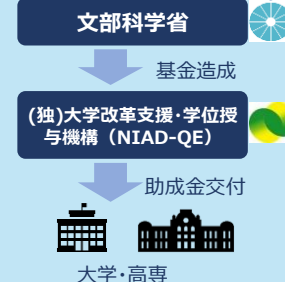 文部科学省
基金造成
(独)大学改革支援･学位授
与機構（NIAD-QE）
助成金交付
大学･高専